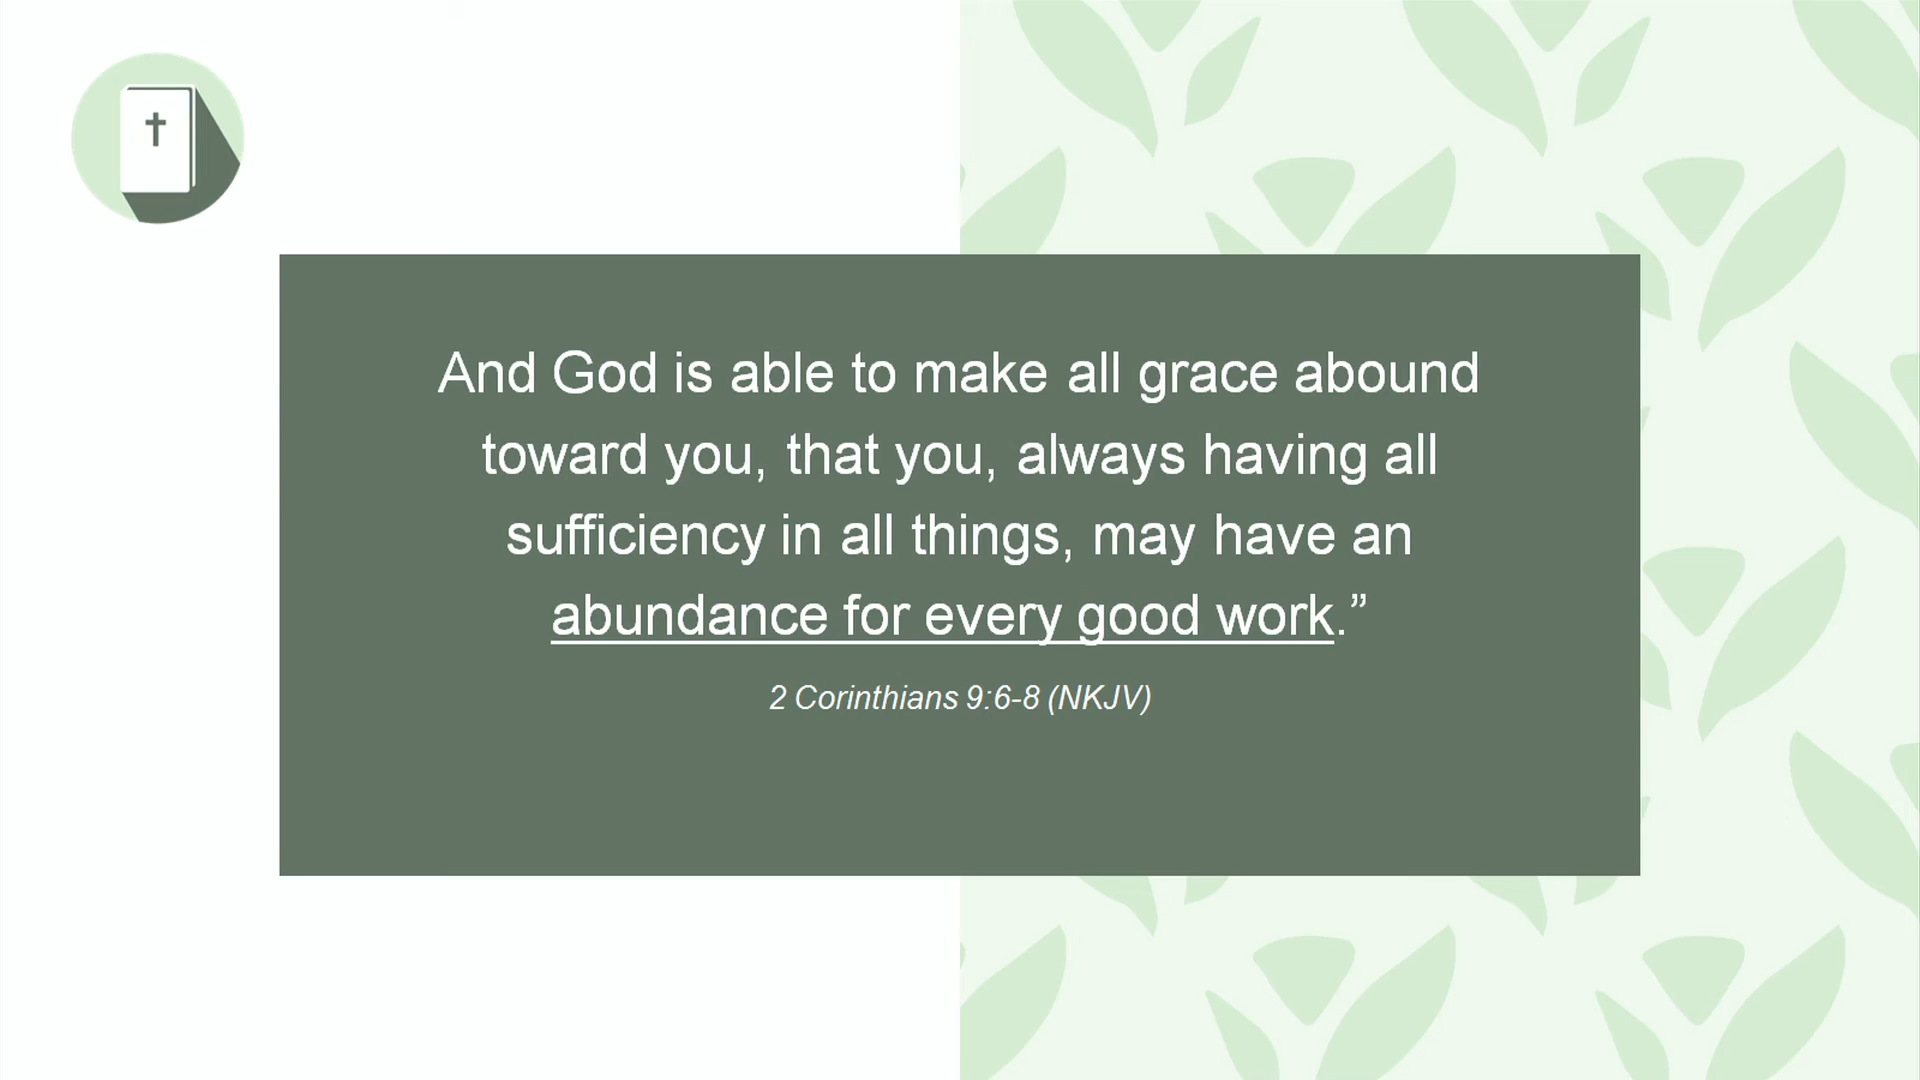 And God is able to make all grace abound
toward you, that you, always having all
sufficiency in all things, may have an
abundance for every good work.”
2 Corinthians 9:6-8 (NKJV)